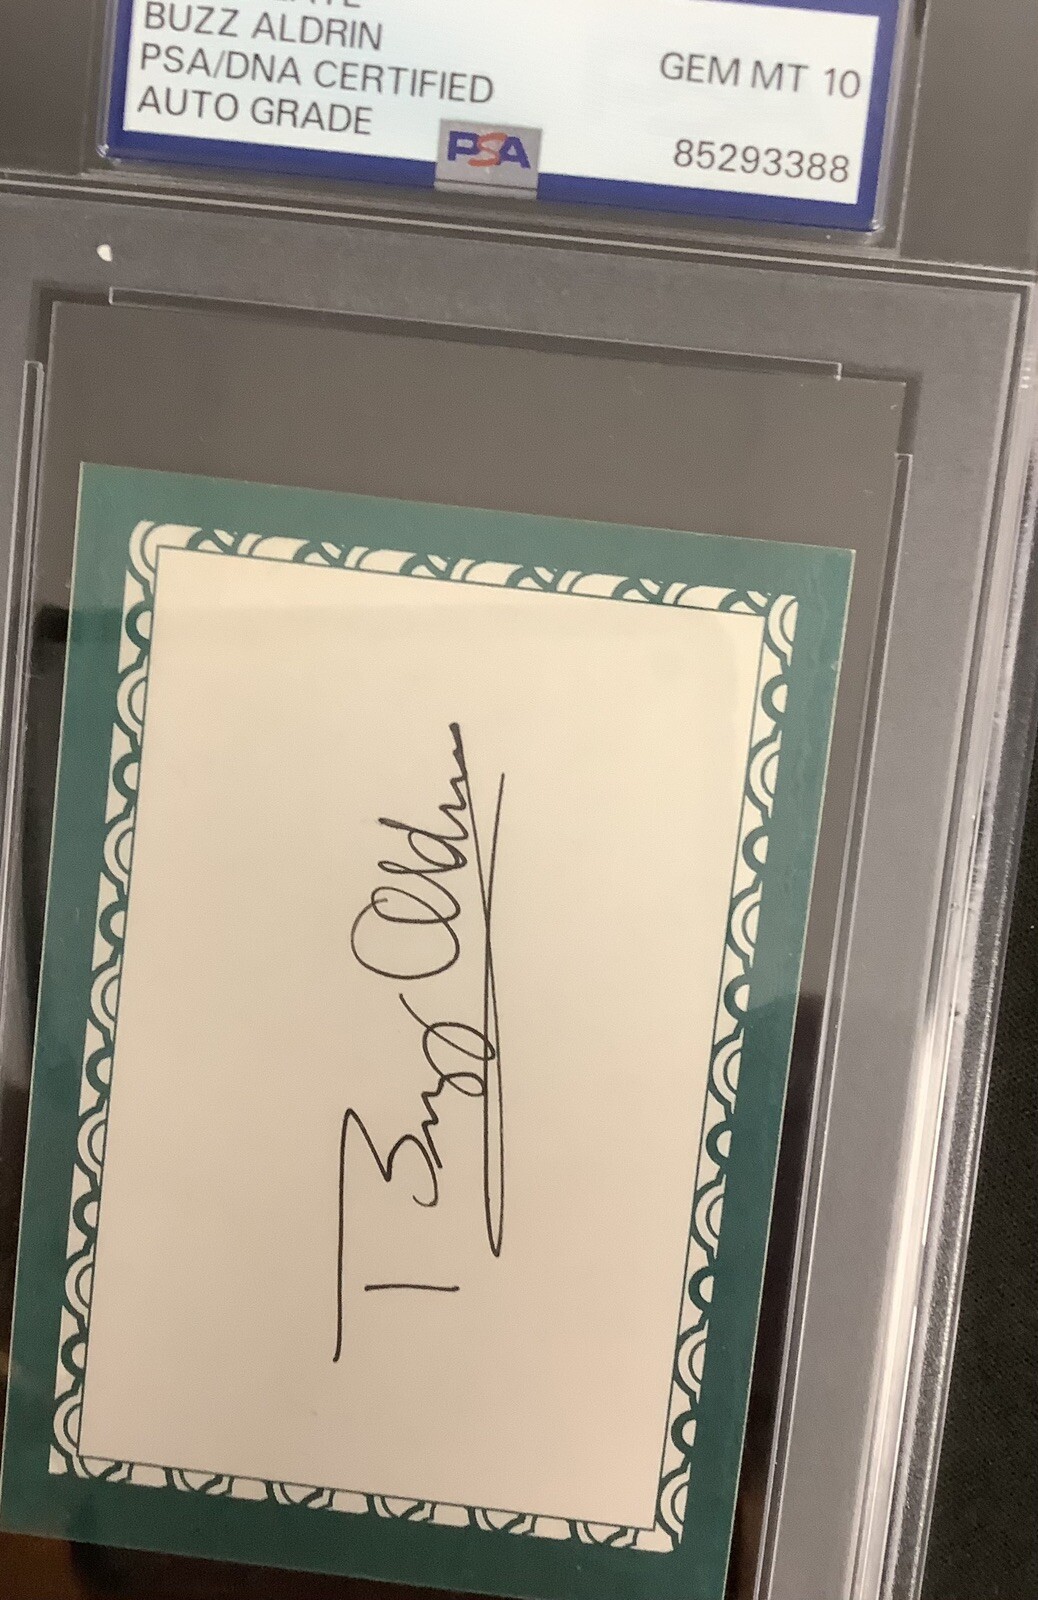 BUZZ ALDRIN
PSA/DNA CERTIFIED
AUTO GRADE
GEM MT 10
85293388
PSA
Buzz Aldrin